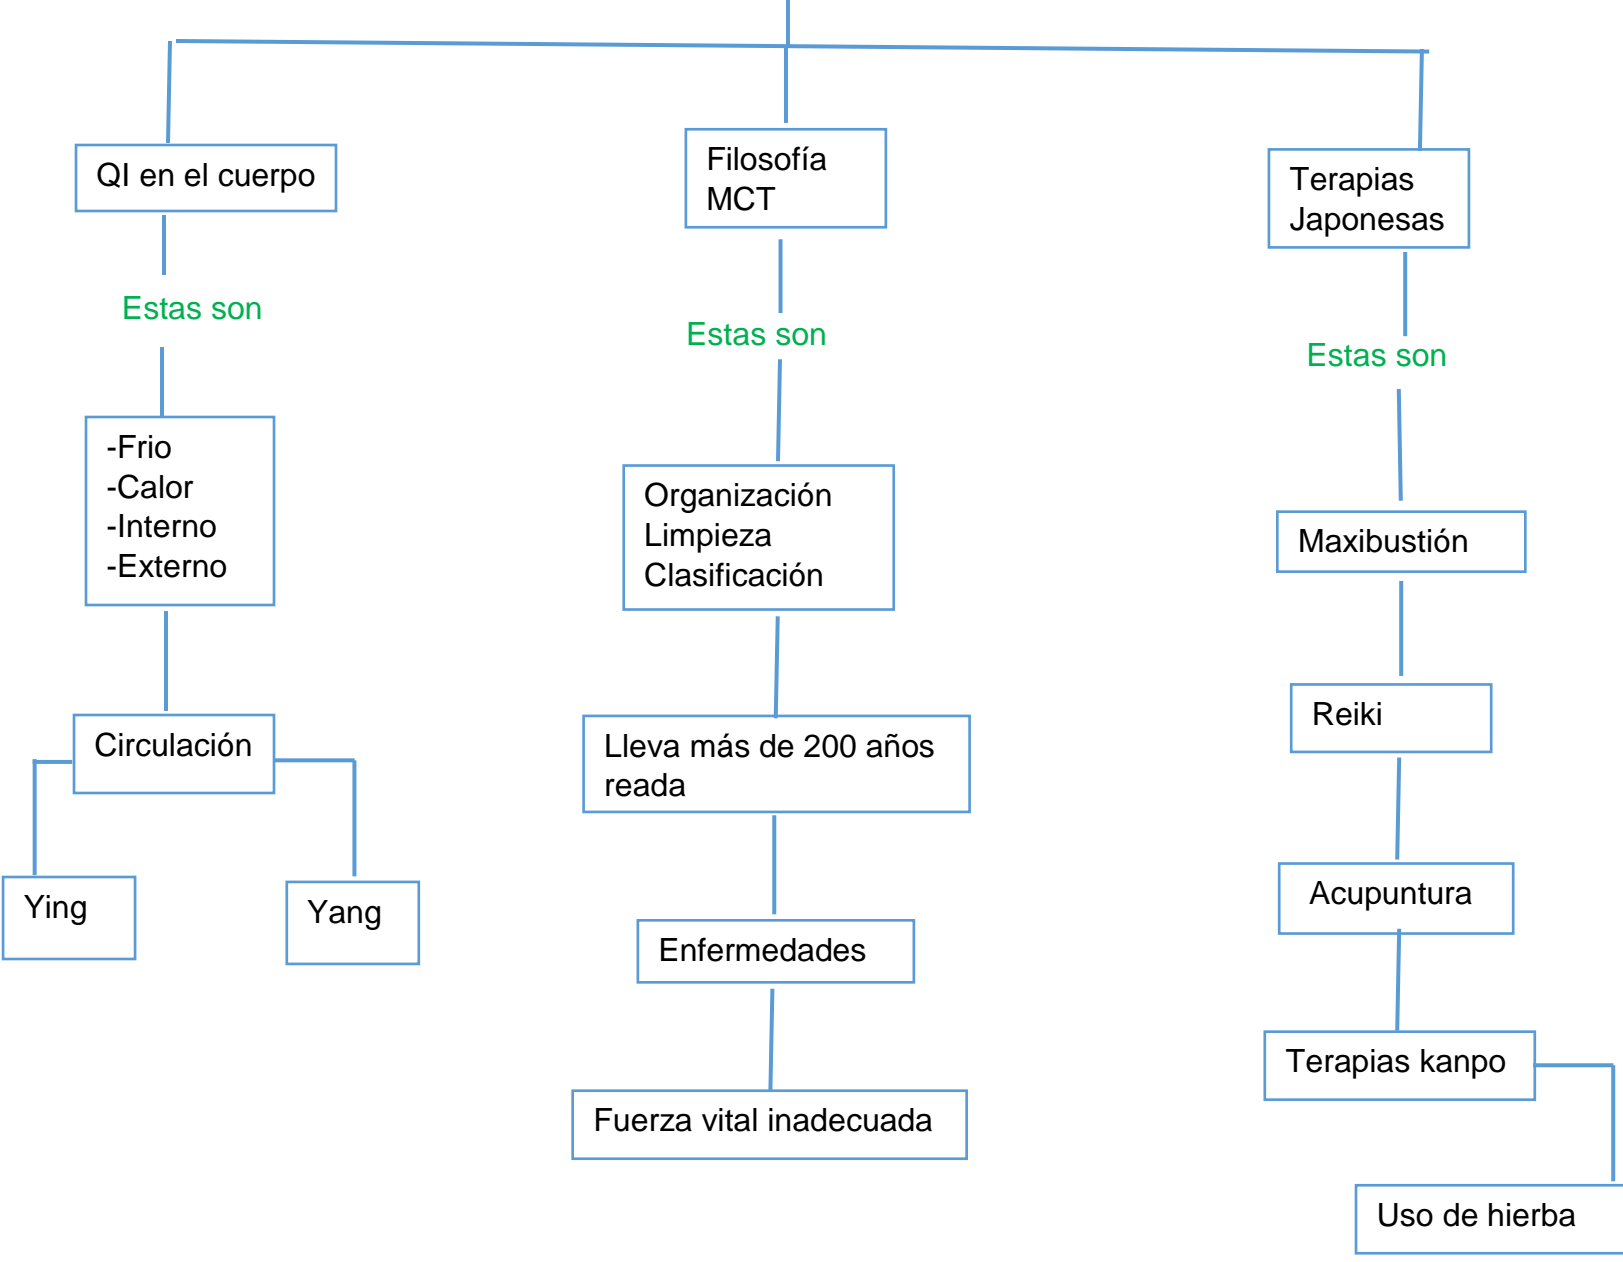 QI en el cuerpo
Estas son
-Frio
-Calor
-Interno
-Externo
Circulación
Ying
Yang
Filosofía
MCT
Estas son
Organización
Limpieza
Clasificación
Lleva más de 200 años
reada
Enfermedades
Fuerza vital inadecuada
Terapias
Japonesas
Estas son
Maxibustión
Reiki
Acupuntura
Terapias kanpo
Uso de hierba